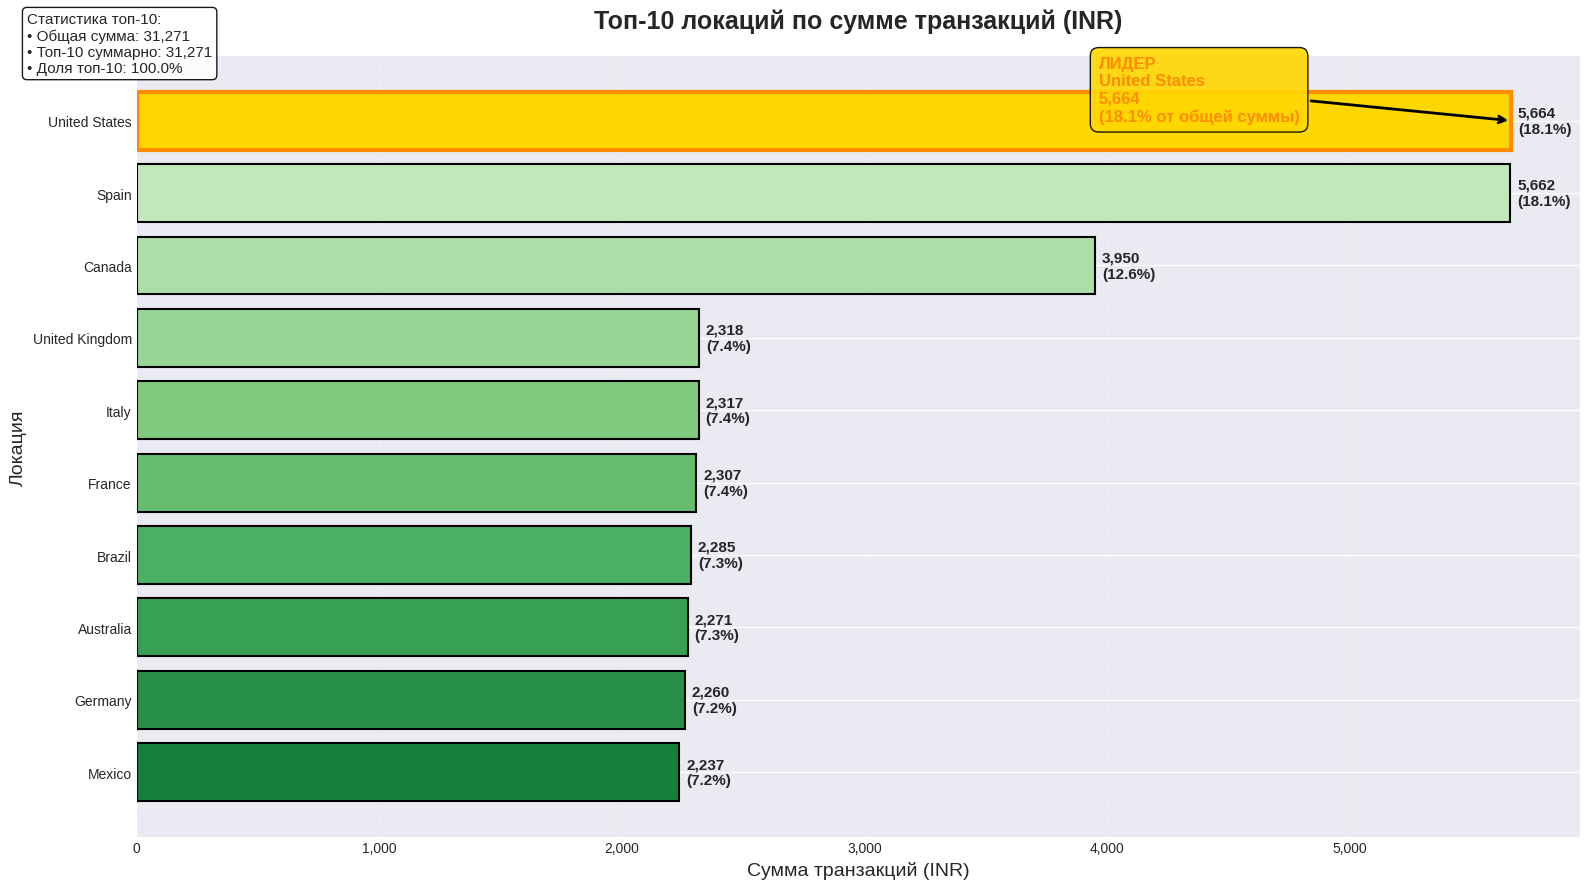 Статистика топ-10:
• Общая сумма: 31,271
• Топ-10 суммарно: 31,271
• Доля топ-10: 100.0%
Топ-10 локаций по сумме транзакций (INR)
ЛИДЕР
United States
5,664
(18.1% от общей суммы)
United States
5,664
(18.1%)
Spain
5,662
(18.1%)
Canada
3,950
(12.6%)
United Kingdom
2,318
(7.4%)
Italy
2,317
(7.4%)
France
2,307
(7.4%)
Brazil
2,285
(7.3%)
Australia
2,271
(7.3%)
Germany
2,260
(7.2%)
Mexico
2,237
(7.2%)
Локация
0 1,000 2,000 3,000 4,000 5,000
Сумма транзакций (INR)